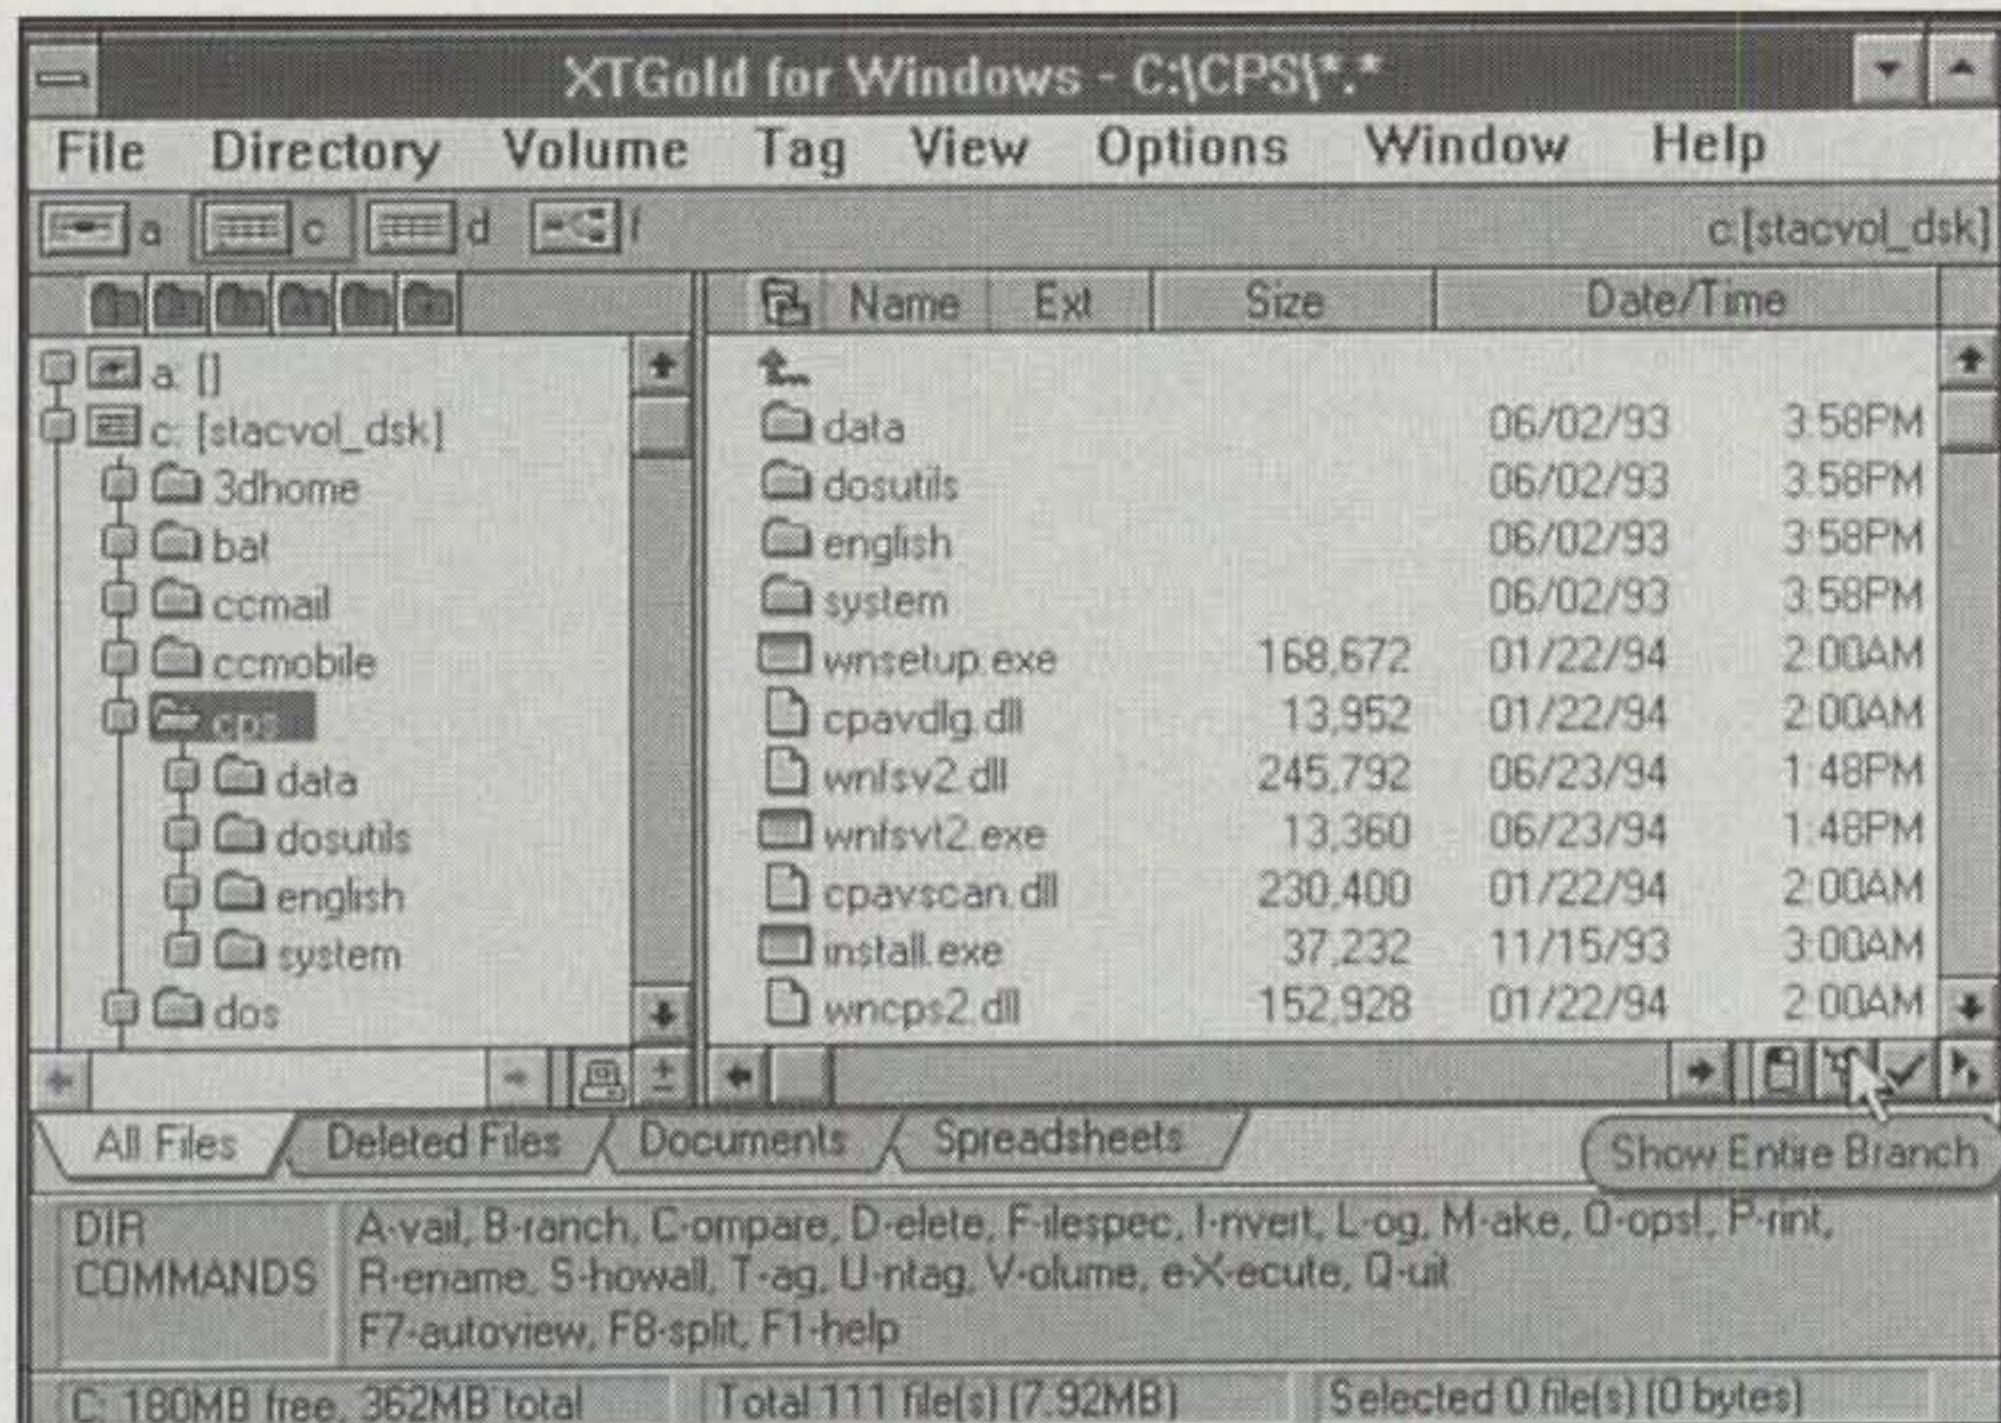 XTGold for Windows - C:\CPS\*.*
File Directory Volume Tag View Options Window Help
a c d f c:[stacvol_dsk]
Name Ext Size Date/Time
a: []
c: [stacvol_dsk]
3dhome
bat
ccmail
ccmobile
cps
data
dosutils
english
system
dos
data 06/02/93 3:58PM
dosutils 06/02/93 3:58PM
english 06/02/93 3:58PM
system 06/02/93 3:58PM
wnsetup.exe 168,672 01/22/94 2:00AM
cpavdlg.dll 13,952 01/22/94 2:00AM
wnfsv2.dll 245,792 06/23/94 1:48PM
wnfsvt2.exe 13,360 06/23/94 1:48PM
cpavscan.dll 230,400 01/22/94 2:00AM
install.exe 37,232 11/15/93 3:00AM
wncps2.dll 152,928 01/22/94 2:00AM
All Files Deleted Files Documents Spreadsheets
Show Entire Branch
DIR COMMANDS
A-vail, B-ranch, C-ompare, D-elete, F-ilespec, I-nvert, L-og, M-ake, O-ops!, P-rint,
R-ename, S-howall, T-ag, U-ntag, V-olume, e-X-ecute, Q-uit
F7-autoview, F8-split, F1-help
C: 180MB free, 362MB total Total 111 file(s) (7.92MB) Selected 0 file(s) (0 bytes)